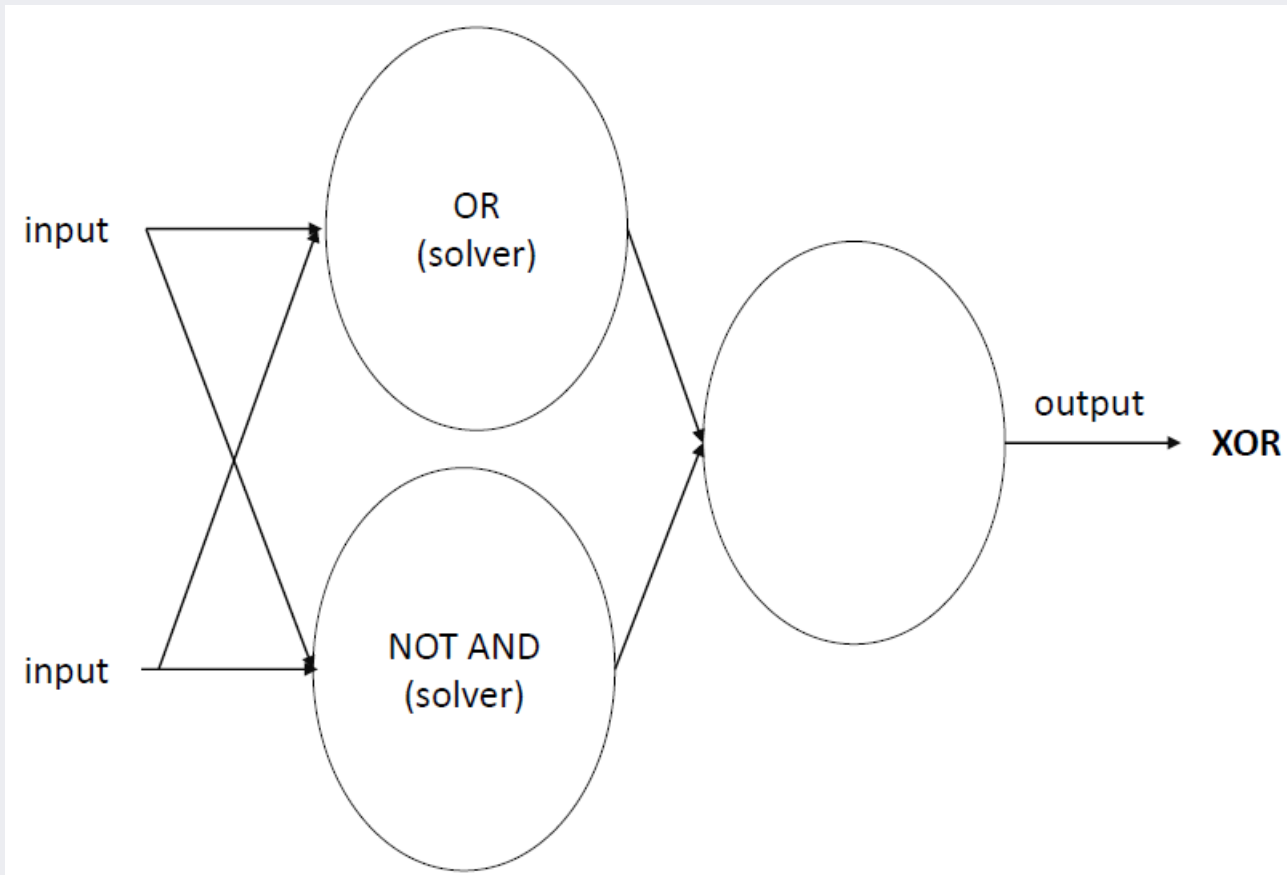 input
OR
(solver)
output
XOR
input
NOT AND
(solver)